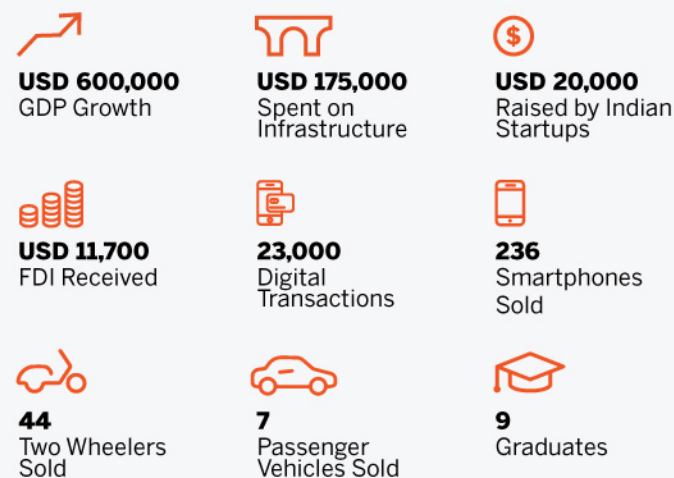 USD 600,000
GDP Growth
USD 175,000
Spent on
Infrastructure
$
USD 20,000
Raised by Indian
Startups
USD 11,700
FDI Received
23,000
Digital
Transactions
236
Smartphones
Sold
44
Two Wheelers
Sold
7
Passenger
Vehicles Sold
9
Graduates